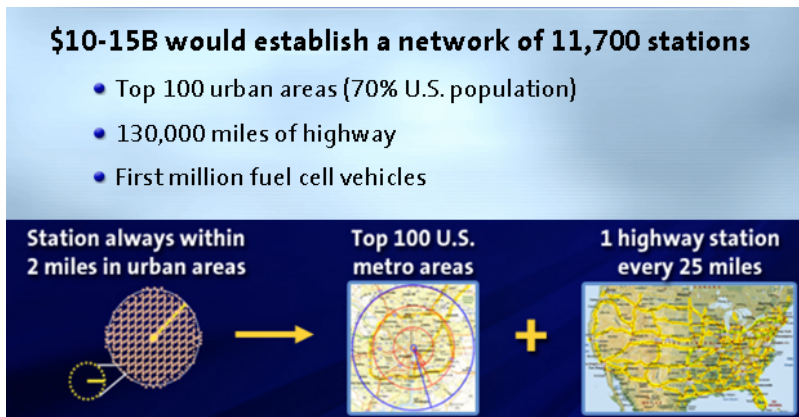 $10-15B would establish a network of 11,700 stations
• Top 100 urban areas (70% U.S. population)
• 130,000 miles of highway
• First million fuel cell vehicles
Station always within
2 miles in urban areas
Top 100 U.S.
metro areas
1 highway station
every 25 miles